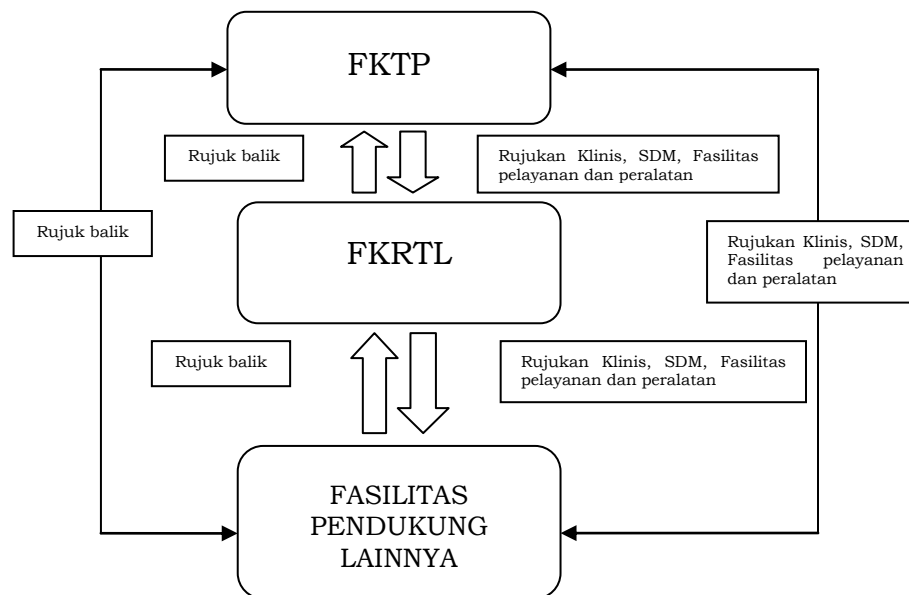 FKTP
Rujuk balik
Rujukan Klinis, SDM, Fasilitas
pelayanan dan peralatan
Rujuk balik
FKRTL
Rujukan Klinis, SDM,
Fasilitas pelayanan
dan peralatan
Rujuk balik
Rujukan Klinis, SDM, Fasilitas
pelayanan dan peralatan
FASILITAS
PENDUKUNG
LAINNYA